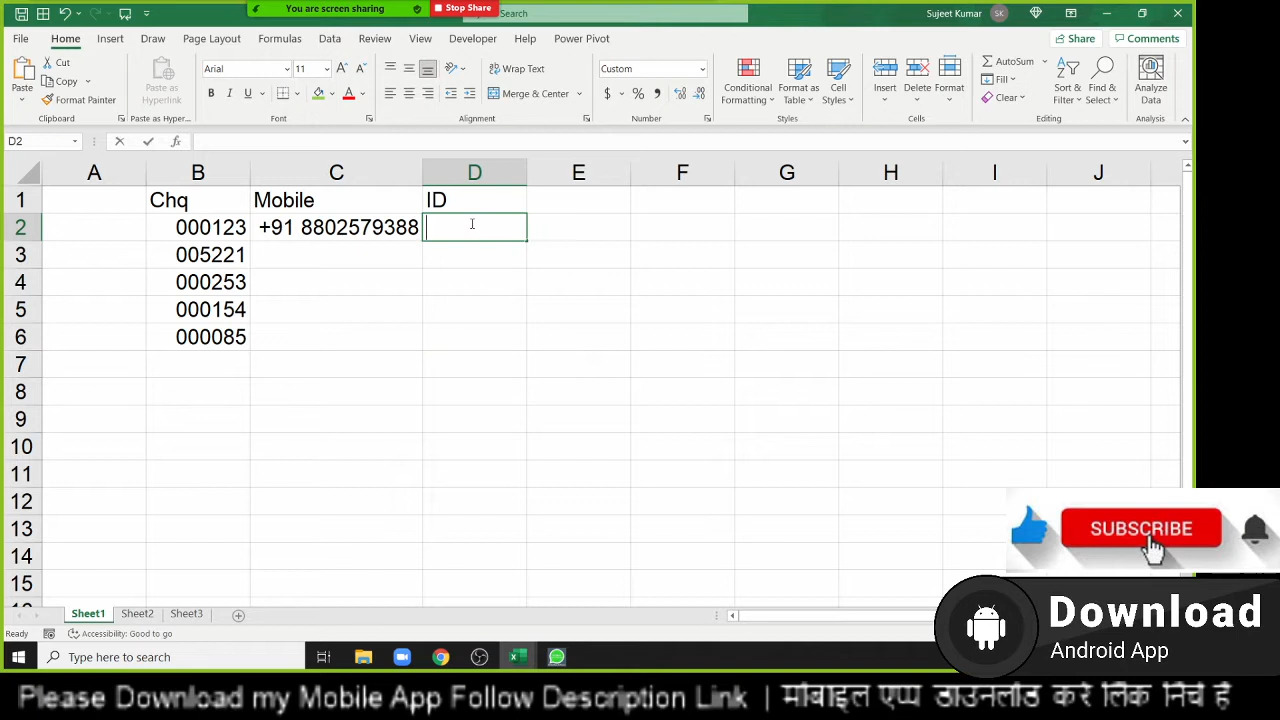 You are screen sharing
Stop Share
Search
Sujeet Kumar SK
File Home Insert Draw Page Layout Formulas Data Review View Developer Help Power Pivot Share Comments
Paste Cut Copy Format Painter
Clipboard
Paste as Hyperlink
Paste as Hyper...
Arial 11 A A
B I U A
Font
Wrap Text
Merge & Center
Alignment
Custom
$ %
Number
Conditional Formatting Format as Table Cell Styles
Styles
Insert Delete Format
Cells
AutoSum
Fill
Clear
Sort & Filter Find & Select
Editing
Analyze Data
Analysis
D2 fx
A B C D E F G H I J
1 Chq Mobile ID
2 000123 +91 8802579388
3 005221
4 000253
5 000154
6 000085
7
8
9
10
11
12
13
14
15
SUBSCRIBE
Download
Android App
Sheet1 Sheet2 Sheet3
Ready Accessibility: Good to go
Type here to search
Please Download my Mobile App Follow Description Link | मोबाइल एप्प डाउनलोड करे लिंक निचे है